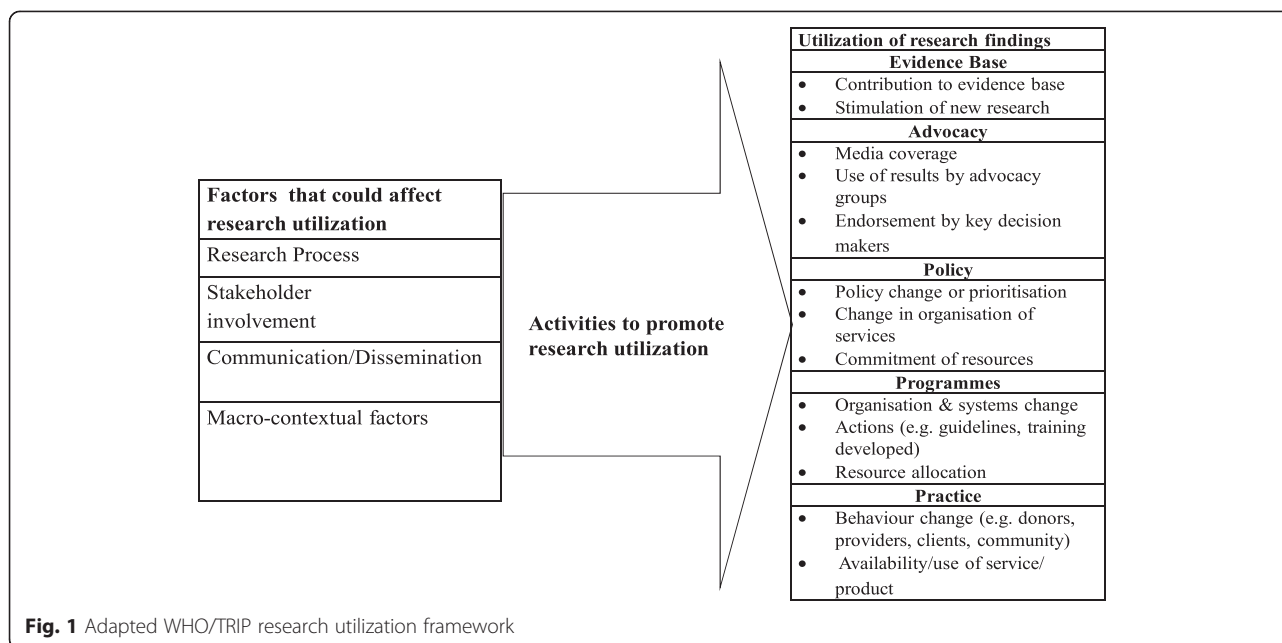 Factors that could affect
research utilization
Research Process
Stakeholder
involvement
Communication/Dissemination
Macro-contextual factors
Activities to promote
research utilization
Utilization of research findings
Evidence Base
• Contribution to evidence base
• Stimulation of new research
Advocacy
• Media coverage
• Use of results by advocacy
groups
• Endorsement by key decision
makers
Policy
• Policy change or prioritisation
• Change in organisation of
services
• Commitment of resources
Programmes
• Organisation & systems change
• Actions (e.g. guidelines, training
developed)
• Resource allocation
Practice
• Behaviour change (e.g. donors,
providers, clients, community)
• Availability/use of service/
product
Fig. 1 Adapted WHO/TRIP research utilization framework